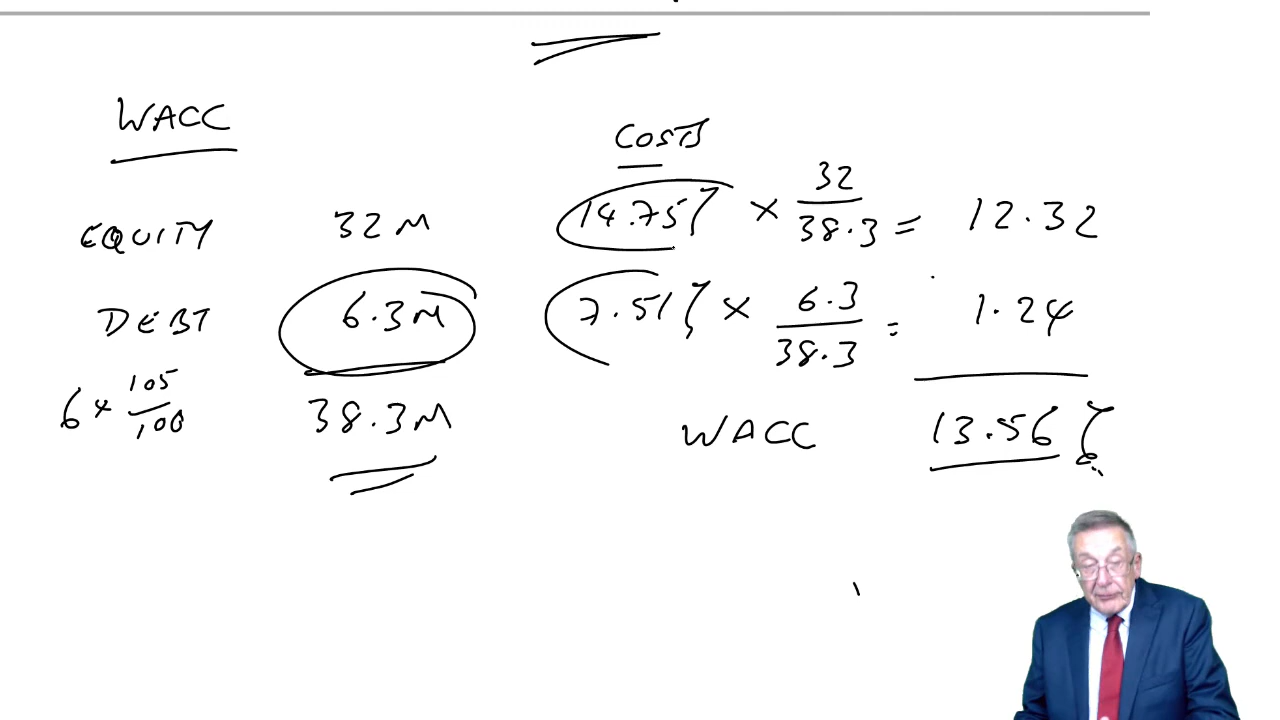 WACC
COSTS
EQUITY 32 M 14.75% × 32/38.3 = 12.32
DEBT 6.3M 7.51% × 6.3/38.3 = 1.24
6 × 105/100 38.3M WACC 13.56%